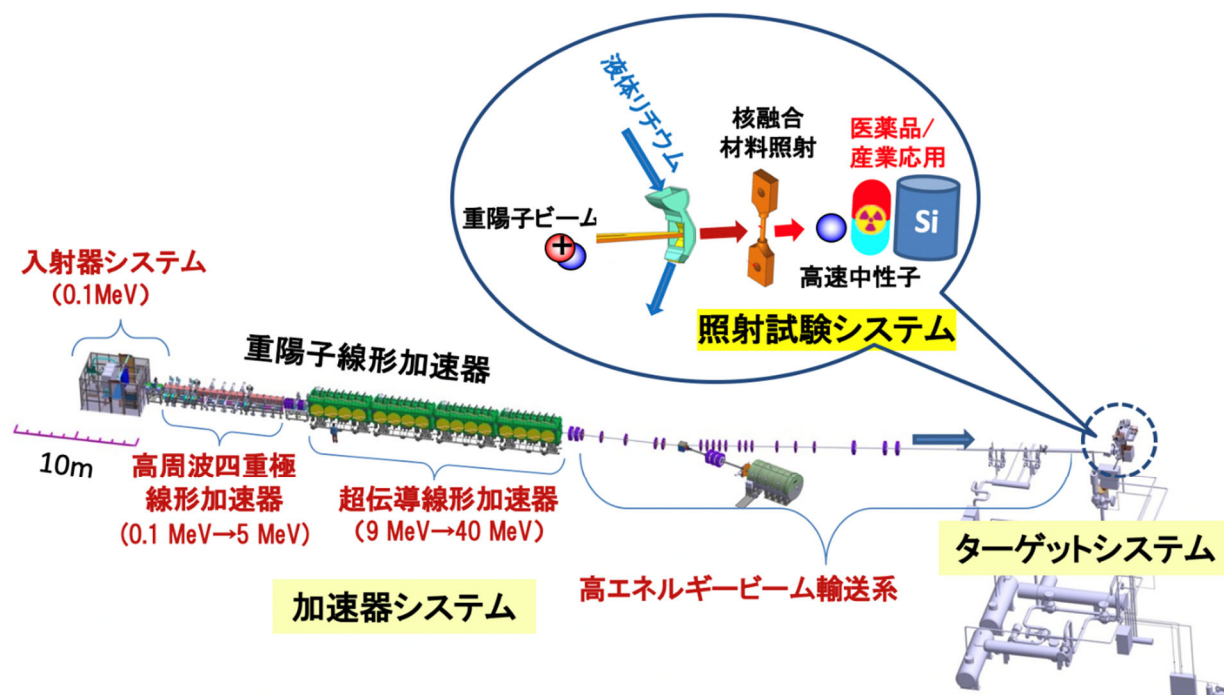 液体リチウム
核融合
材料照射
医薬品/
産業応用
重陽子ビーム
+
Si
高速中性子
照射試験システム
入射器システム
（0.1MeV）
重陽子線形加速器
10m
高周波四重極
線形加速器
(0.1 MeV→5 MeV)
超伝導線形加速器
（9 MeV→40 MeV）
高エネルギービーム輸送系
ターゲットシステム
加速器システム